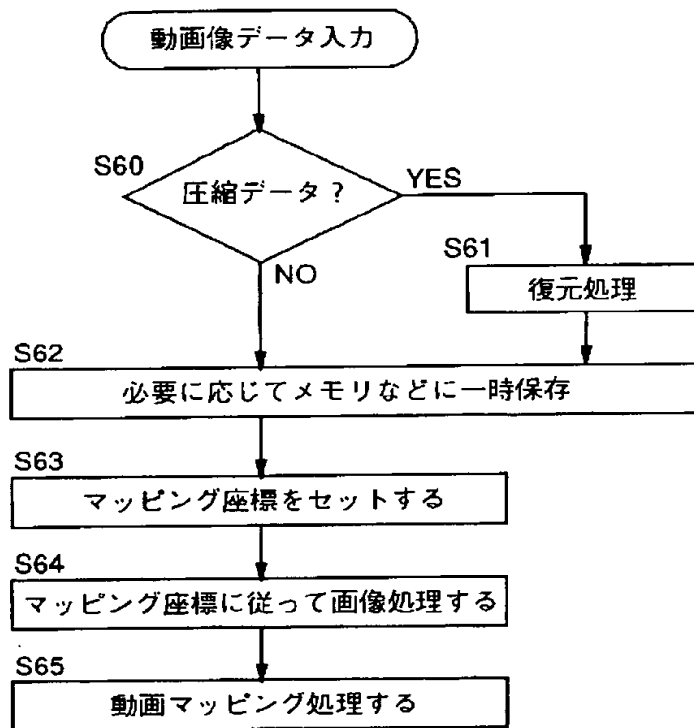 動画像データ入力
S60
圧縮データ?
YES
NO
S61
復元処理
S62
必要に応じてメモリなどに一時保存
S63
マッピング座標をセットする
S64
マッピング座標に従って画像処理する
S65
動画マッピング処理する